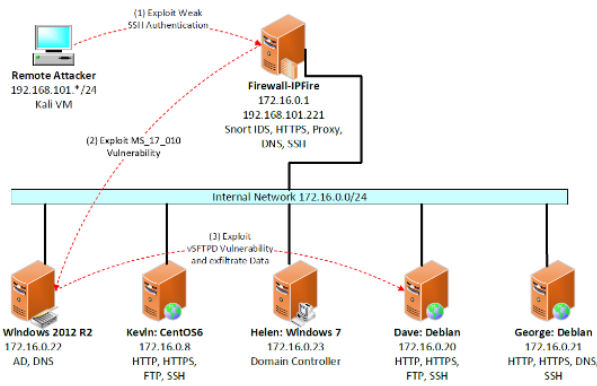 (1) Exploit Weak
SSH Authentication
Remote Attacker
192.168.101.*/24
Kali VM
Firewall-IPFire
172.16.0.1
192.168.101.221
Snort IDS, HTTPS, Proxy,
DNS, SSH
(2) Exploit MS_17_010
Vulnerability
Internal Network 172.16.0.0/24
(3) Exploit
vSFTPD Vulnerability
and exfiltrate Data
Windows 2012 R2
172.16.0.22
AD, DNS
Kevin: CentOS6
172.16.0.8
HTTP, HTTPS,
FTP, SSH
Helen: Windows 7
172.16.0.23
Domain Controller
Dave: Debian
172.16.0.20
HTTP, HTTPS,
FTP, SSH
George: Debian
172.16.0.21
HTTP, HTTPS, DNS,
SSH